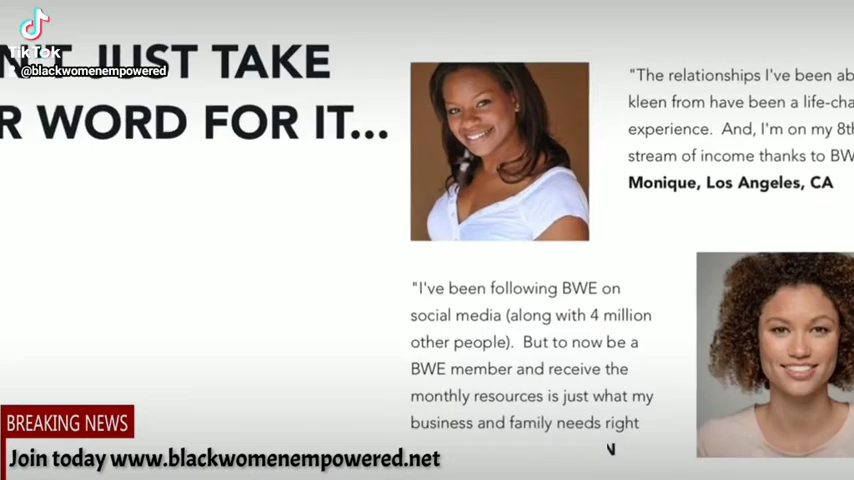 TikTok
@blackwomenempowered
N'T JUST TAKE
R WORD FOR IT...
"The relationships I've been ab
kleen from have been a life-cha
experience. And, I'm on my 8th
stream of income thanks to BW
Monique, Los Angeles, CA
"I've been following BWE on
social media (along with 4 million
other people). But to now be a
BWE member and receive the
monthly resources is just what my
business and family needs right
N
BREAKING NEWS
Join today www.blackwomenempowered.net